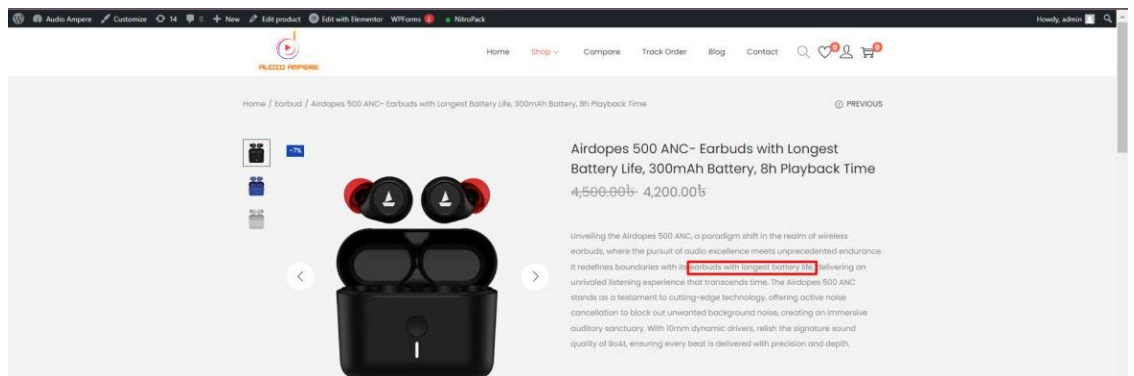 Audio Ampere Customize 14 0 + New Edit product Edit with Elementor WPForms 1 NitroPack Howdy, admin
AUDIO AMPERE
Home Shop Compare Track Order Blog Contact 0 0
Home / Earbud / Airdopes 500 ANC- Earbuds with Longest Battery Life, 300mAh Battery, 8h Playback Time PREVIOUS
-7%
Airdopes 500 ANC- Earbuds with Longest
Battery Life, 300mAh Battery, 8h Playback Time
4,500.00৳ 4,200.00৳
Unveiling the Airdopes 500 ANC, a paradigm shift in the realm of wireless
earbuds, where the pursuit of audio excellence meets unprecedented endurance.
It redefines boundaries with its earbuds with longest battery life, delivering an
unrivaled listening experience that transcends time. The Airdopes 500 ANC
stands as a testament to cutting-edge technology, offering active noise
cancellation to block out unwanted background noise, creating an immersive
auditory sanctuary. With 10mm dynamic drivers, relish the signature sound
quality of BoAt, ensuring every beat is delivered with precision and depth.